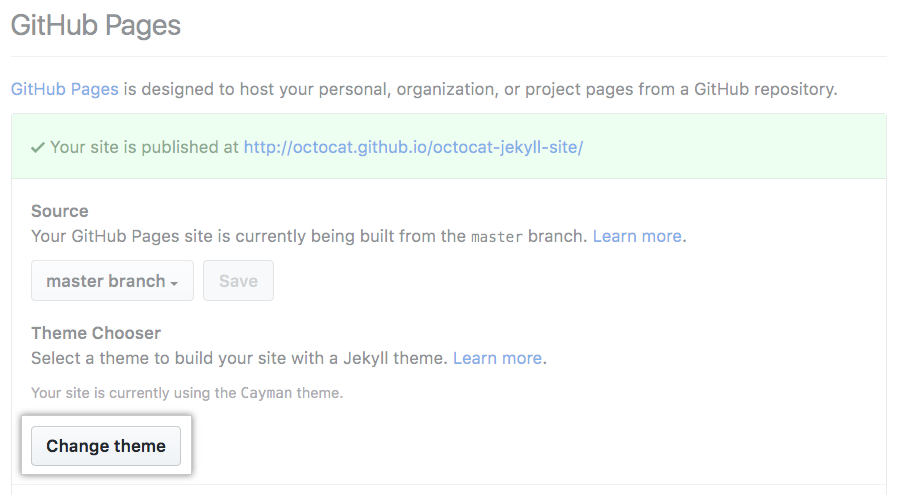 GitHub Pages
GitHub Pages is designed to host your personal, organization, or project pages from a GitHub repository.
Your site is published at http://octocat.github.io/octocat-jekyll-site/
Source
Your GitHub Pages site is currently being built from the master branch. Learn more.
master branch Save
Theme Chooser
Select a theme to build your site with a Jekyll theme. Learn more.
Your site is currently using the Cayman theme.
Change theme